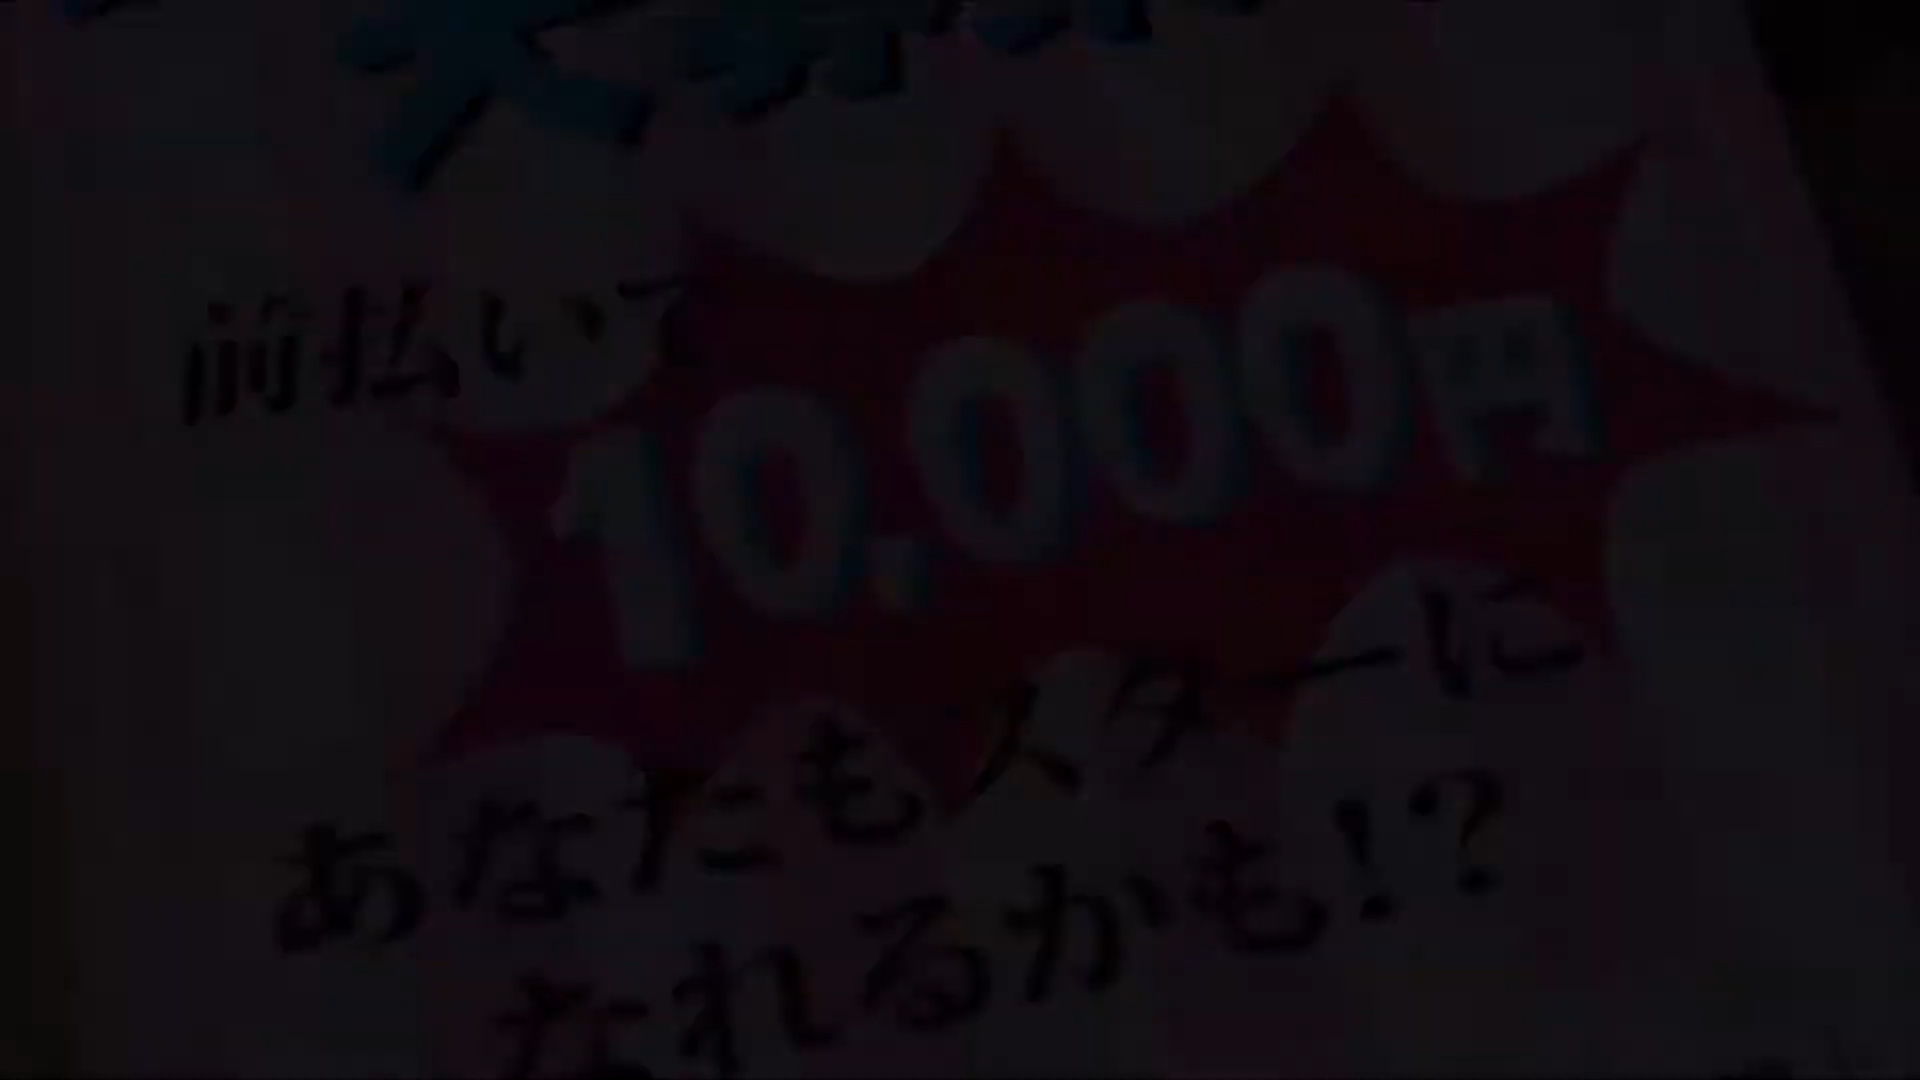 前払いで
10,000円
あなたもスターに
なれるかも!?